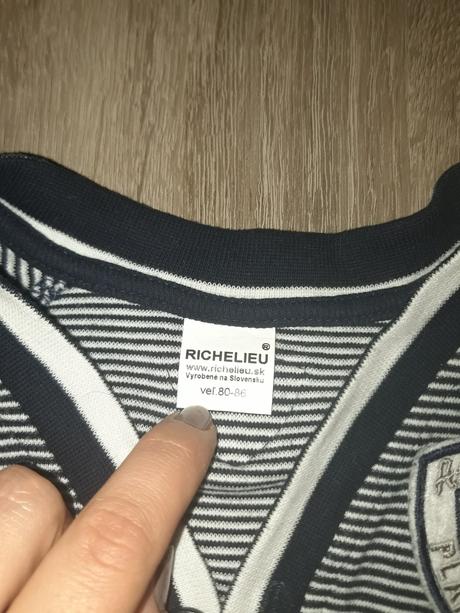 RICHELIEU ®
www.richelieu.sk
Vyrobené na Slovensku
veľ.80-86